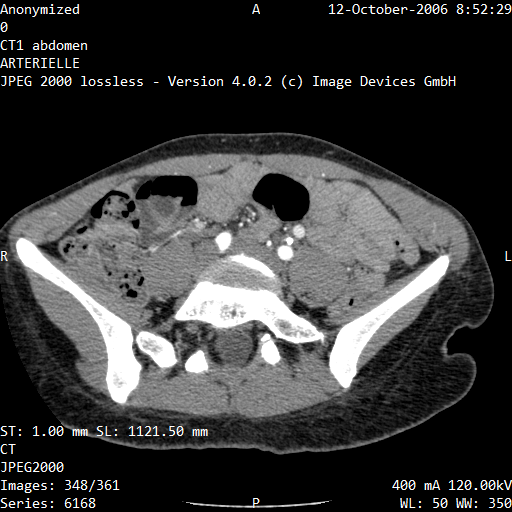 Anonymized A 12-October-2006 8:52:29
0
CT1 abdomen
ARTERIELLE
JPEG 2000 lossless - Version 4.0.2 (c) Image Devices GmbH
R L
ST: 1.00 mm SL: 1121.50 mm
CT
JPEG2000
Images: 348/361 400 mA 120.00kV
Series: 6168 P WL: 50 WW: 350